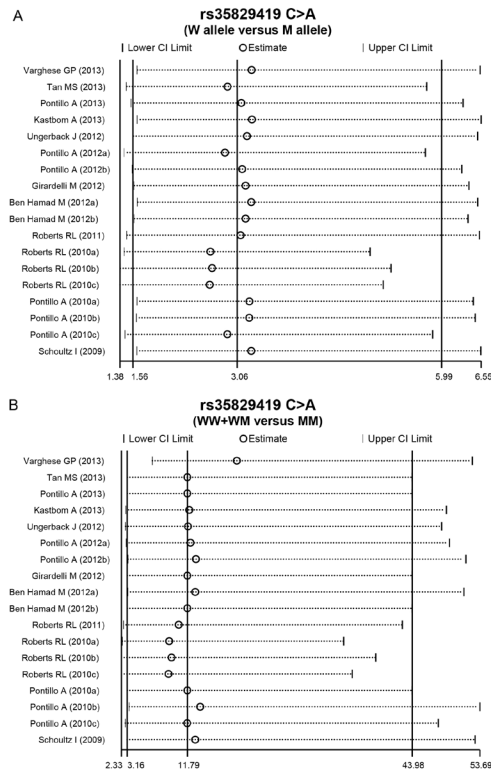 A
rs35829419 C>A
(W allele versus M allele)
Lower CI Limit Estimate Upper CI Limit
Varghese GP (2013)
Tan MS (2013)
Pontillo A (2013)
Kastbom A (2013)
Ungerback J (2012)
Pontillo A (2012a)
Pontillo A (2012b)
Girardelli M (2012)
Ben Hamad M (2012a)
Ben Hamad M (2012b)
Roberts RL (2011)
Roberts RL (2010a)
Roberts RL (2010b)
Roberts RL (2010c)
Pontillo A (2010a)
Pontillo A (2010b)
Pontillo A (2010c)
Schoultz I (2009)
1.38 1.56 3.06 5.99 6.55
B
rs35829419 C>A
(WW+WM versus MM)
Lower CI Limit Estimate Upper CI Limit
Varghese GP (2013)
Tan MS (2013)
Pontillo A (2013)
Kastbom A (2013)
Ungerback J (2012)
Pontillo A (2012a)
Pontillo A (2012b)
Girardelli M (2012)
Ben Hamad M (2012a)
Ben Hamad M (2012b)
Roberts RL (2011)
Roberts RL (2010a)
Roberts RL (2010b)
Roberts RL (2010c)
Pontillo A (2010a)
Pontillo A (2010b)
Pontillo A (2010c)
Schoultz I (2009)
2.33 3.16 11.79 43.98 53.69